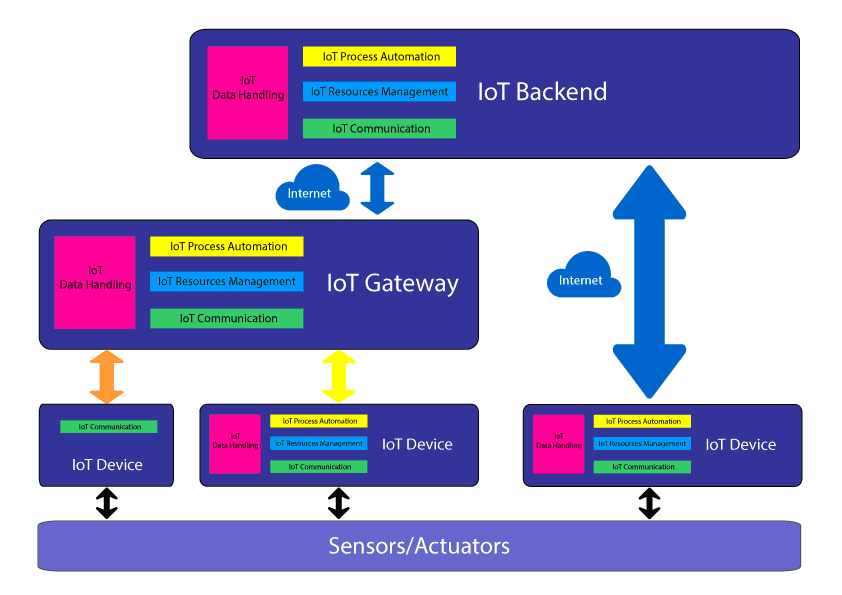 IoT
Data Handling
IoT Process Automation
IoT Resources Management
IoT Communication
IoT Backend
Internet
IoT
Data Handling
IoT Process Automation
IoT Resources Management
IoT Communication
IoT Gateway
Internet
IoT Communication
IoT Device
IoT
Data Handling
IoT Process Automation
IoT Resources Management
IoT Communication
IoT Device
IoT
Data Handling
IoT Process Automation
IoT Resources Management
IoT Communication
IoT Device
Sensors/Actuators